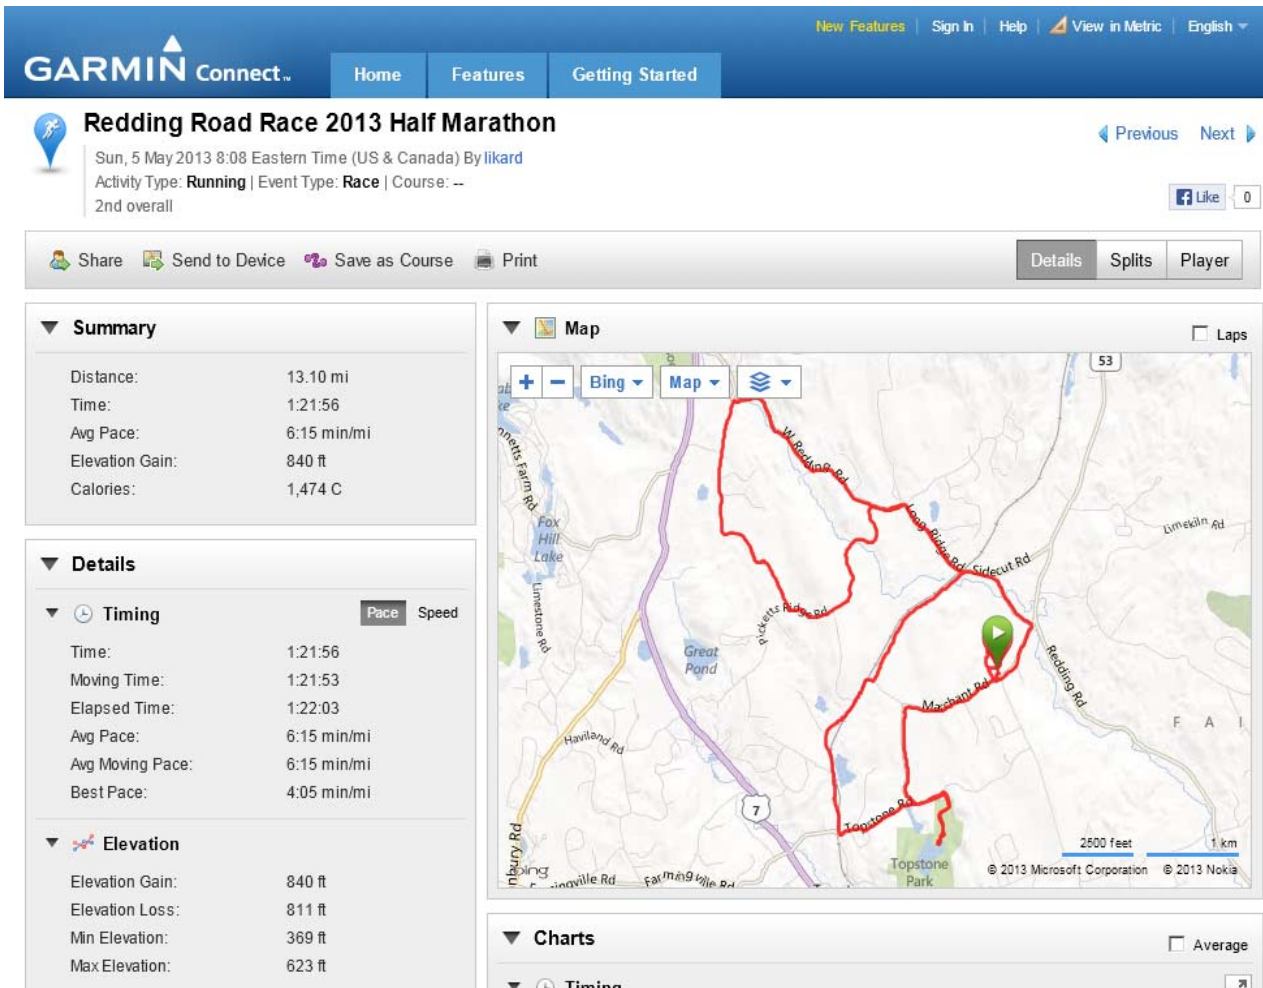 New Features | Sign In | Help | View in Metric | English
GARMIN Connect™
Home Features Getting Started
Redding Road Race 2013 Half Marathon
Previous Next
Sun, 5 May 2013 8:08 Eastern Time (US & Canada) By likard
Activity Type: Running | Event Type: Race | Course: --
2nd overall
Like 0
Share Send to Device Save as Course Print
Details Splits Player
Summary
Distance: 13.10 mi
Time: 1:21:56
Avg Pace: 6:15 min/mi
Elevation Gain: 840 ft
Calories: 1,474 C
Details
Timing
Pace Speed
Time: 1:21:56
Moving Time: 1:21:53
Elapsed Time: 1:22:03
Avg Pace: 6:15 min/mi
Avg Moving Pace: 6:15 min/mi
Best Pace: 4:05 min/mi
Elevation
Elevation Gain: 840 ft
Elevation Loss: 811 ft
Min Elevation: 369 ft
Max Elevation: 623 ft
Map
Laps
+ − Bing Map
53
W Redding Rd
Long Ridge Rd
Sidecut Rd
Limekiln Rd
Fox
Hill
Lake
Limestone Rd
Picketts Ridge Rd
Great
Pond
Marchant Rd
Redding Rd
F A I
Haviland Rd
7
Topstone Rd
Topstone
Park
2500 feet
1 km
© 2013 Microsoft Corporation © 2013 Nokia
Charts
Average
Timing